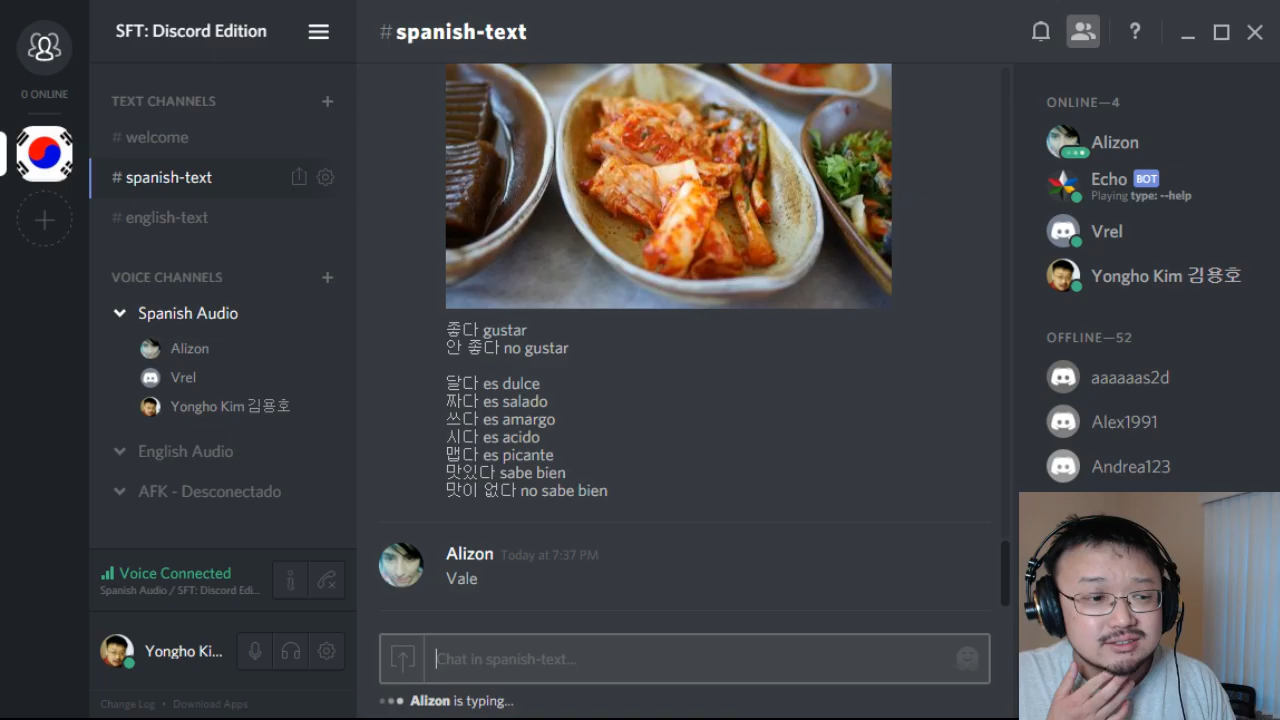 0 ONLINE
SFT: Discord Edition
TEXT CHANNELS
# welcome
# spanish-text
# english-text
VOICE CHANNELS
Spanish Audio
Alizon
Vrel
Yongho Kim 김용호
English Audio
AFK - Desconectado
Voice Connected
Spanish Audio / SFT: Discord Edi...
Yongho Ki...
Change Log • Download Apps
# spanish-text
좋다 gustar
안 좋다 no gustar
달다 es dulce
짜다 es salado
쓰다 es amargo
시다 es acido
맵다 es picante
맛있다 sabe bien
맛이 없다 no sabe bien
Alizon Today at 7:37 PM
Vale
Chat in spanish-text...
Alizon is typing...
ONLINE—4
Alizon
Echo BOT
Playing type: --help
Vrel
Yongho Kim 김용호
OFFLINE—52
aaaaaas2d
Alex1991
Andrea123